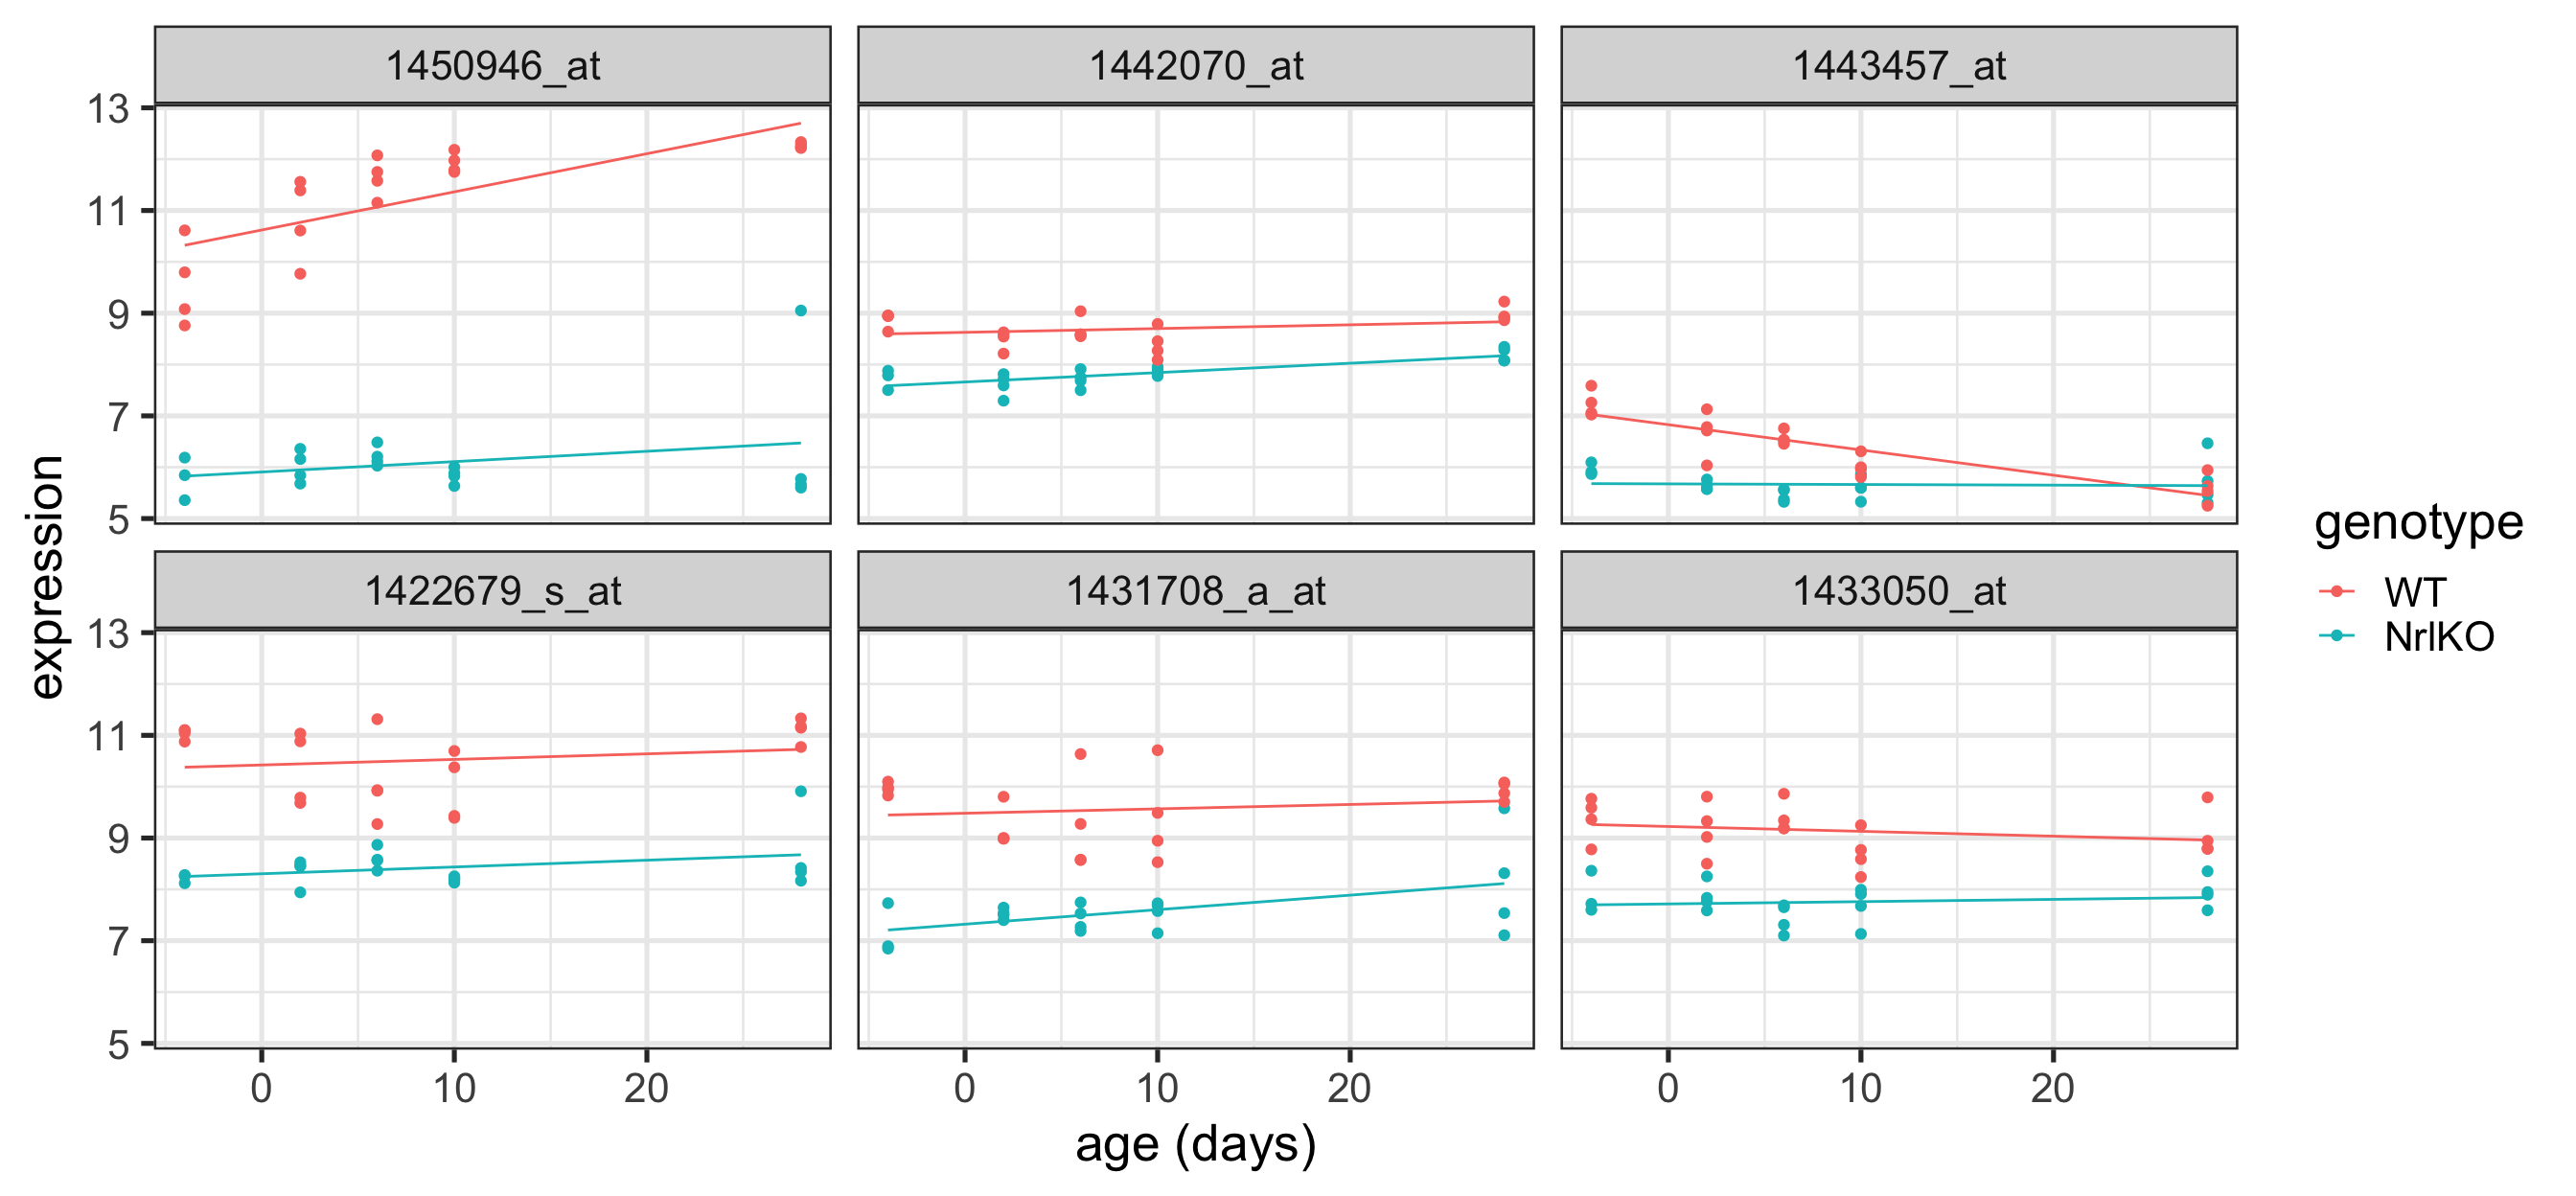 1450946_at 1442070_at 1443457_at
13
11
9
7
5
expression
1422679_s_at 1431708_a_at 1433050_at
13
11
9
7
5
0 10 20 0 10 20 0 10 20
age (days)
genotype
WT
NrlKO